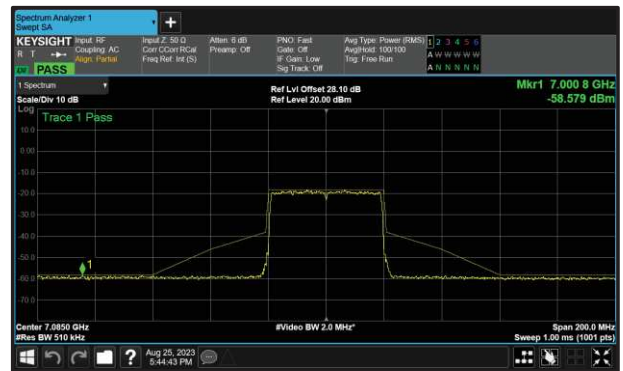 Spectrum Analyzer 1
Swept SA
+
KEYSIGHT
R T
PASS
Input: RF
Coupling: AC
Align: Partial
Input Z: 50 Ω
Corr CCorr RCal
Freq Ref: Int (S)
Atten: 6 dB
Preamp: Off
PNO: Fast
Gate: Off
IF Gain: Low
Sig Track: Off
Avg Type: Power (RMS)
Avg|Hold: 100/100
Trig: Free Run
1 2 3 4 5 6
A W W W W W
A N N N N N
1 Spectrum
Scale/Div 10 dB
Ref Lvl Offset 28.10 dB
Ref Level 20.00 dBm
Mkr1 7.000 8 GHz
-58.579 dBm
Log
Trace 1 Pass
10.0
0.00
-10.0
-20.0
-30.0
-40.0
-50.0
-60.0
-70.0
1
Center 7.0850 GHz
#Res BW 510 kHz
#Video BW 2.0 MHz*
Span 200.0 MHz
Sweep 1.00 ms (1001 pts)
?
Aug 25, 2023
5:44:43 PM